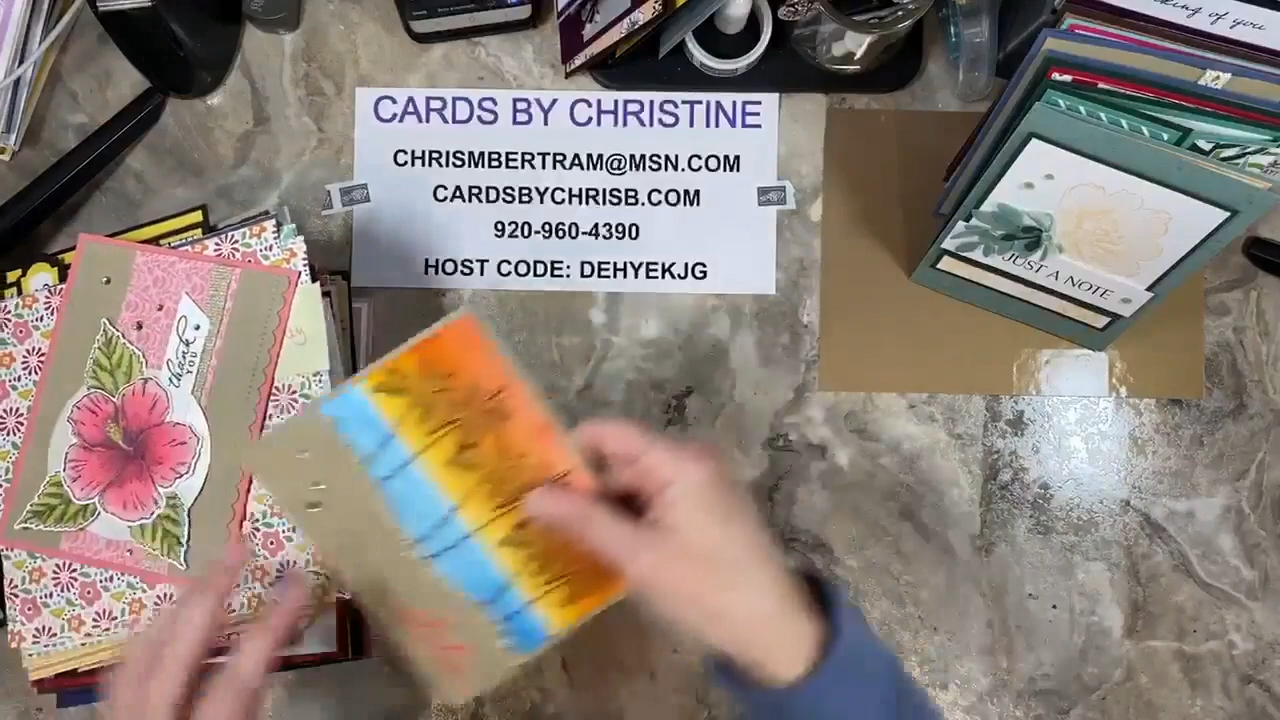 king of you
CARDS BY CHRISTINE
CHRISMBERTRAM@MSN.COM
CARDSBYCHRISB.COM
920-960-4390
HOST CODE: DEHYEKJG
JUST A NOTE
thank
YOU